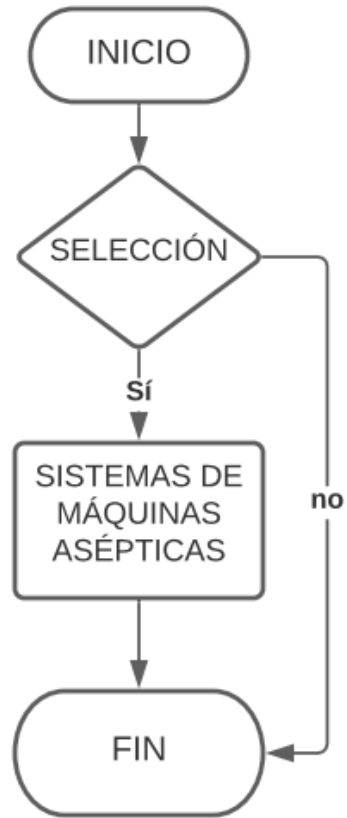 INICIO
SELECCIÓN
Sí
SISTEMAS DE
MÁQUINAS
ASÉPTICAS
no
FIN